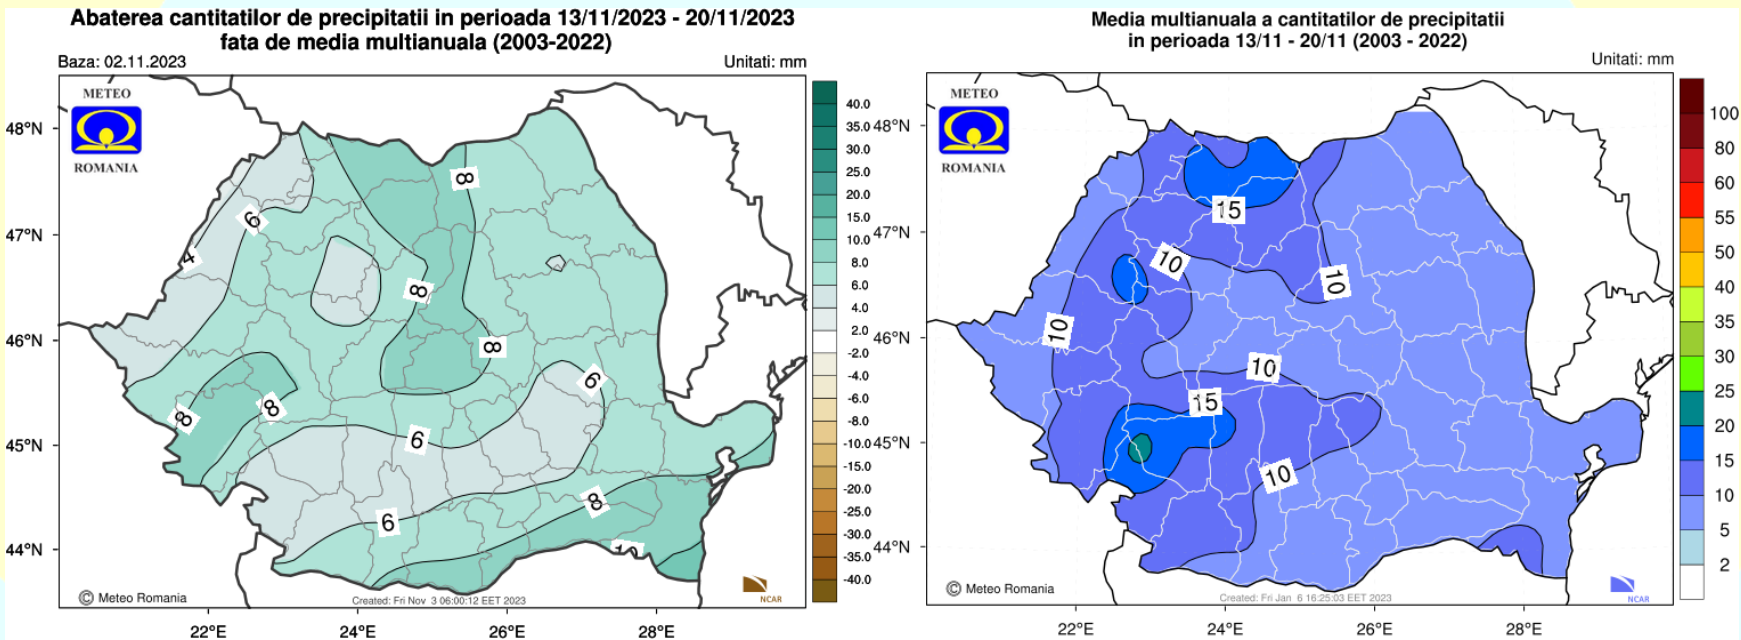 Abaterea cantitatilor de precipitatii in perioada 13/11/2023 - 20/11/2023
fata de media multianuala (2003-2022)
Baza: 02.11.2023
Unitati: mm
METEO
ROMANIA
48°N
47°N
46°N
45°N
44°N
22°E
24°E
26°E
28°E
8
6
4
8
8
6
8
8
6
8
6
40.0
35.0
30.0
25.0
20.0
15.0
10.0
8.0
6.0
4.0
2.0
-2.0
-4.0
-6.0
-8.0
-10.0
-15.0
-20.0
-25.0
-30.0
-35.0
-40.0
© Meteo Romania
Created: Fri Nov 3 06:00:12 EET 2023
NCAR
Media multianuala a cantitatilor de precipitatii
in perioada 13/11 - 20/11 (2003 - 2022)
Unitati: mm
METEO
ROMANIA
48°N
47°N
46°N
45°N
44°N
22°E
24°E
26°E
28°E
15
10
10
10
10
15
10
100
80
60
55
50
40
35
30
25
20
15
10
5
2
© Meteo Romania
Created: Fri Jan 6 16:25:03 EET 2023
NCAR